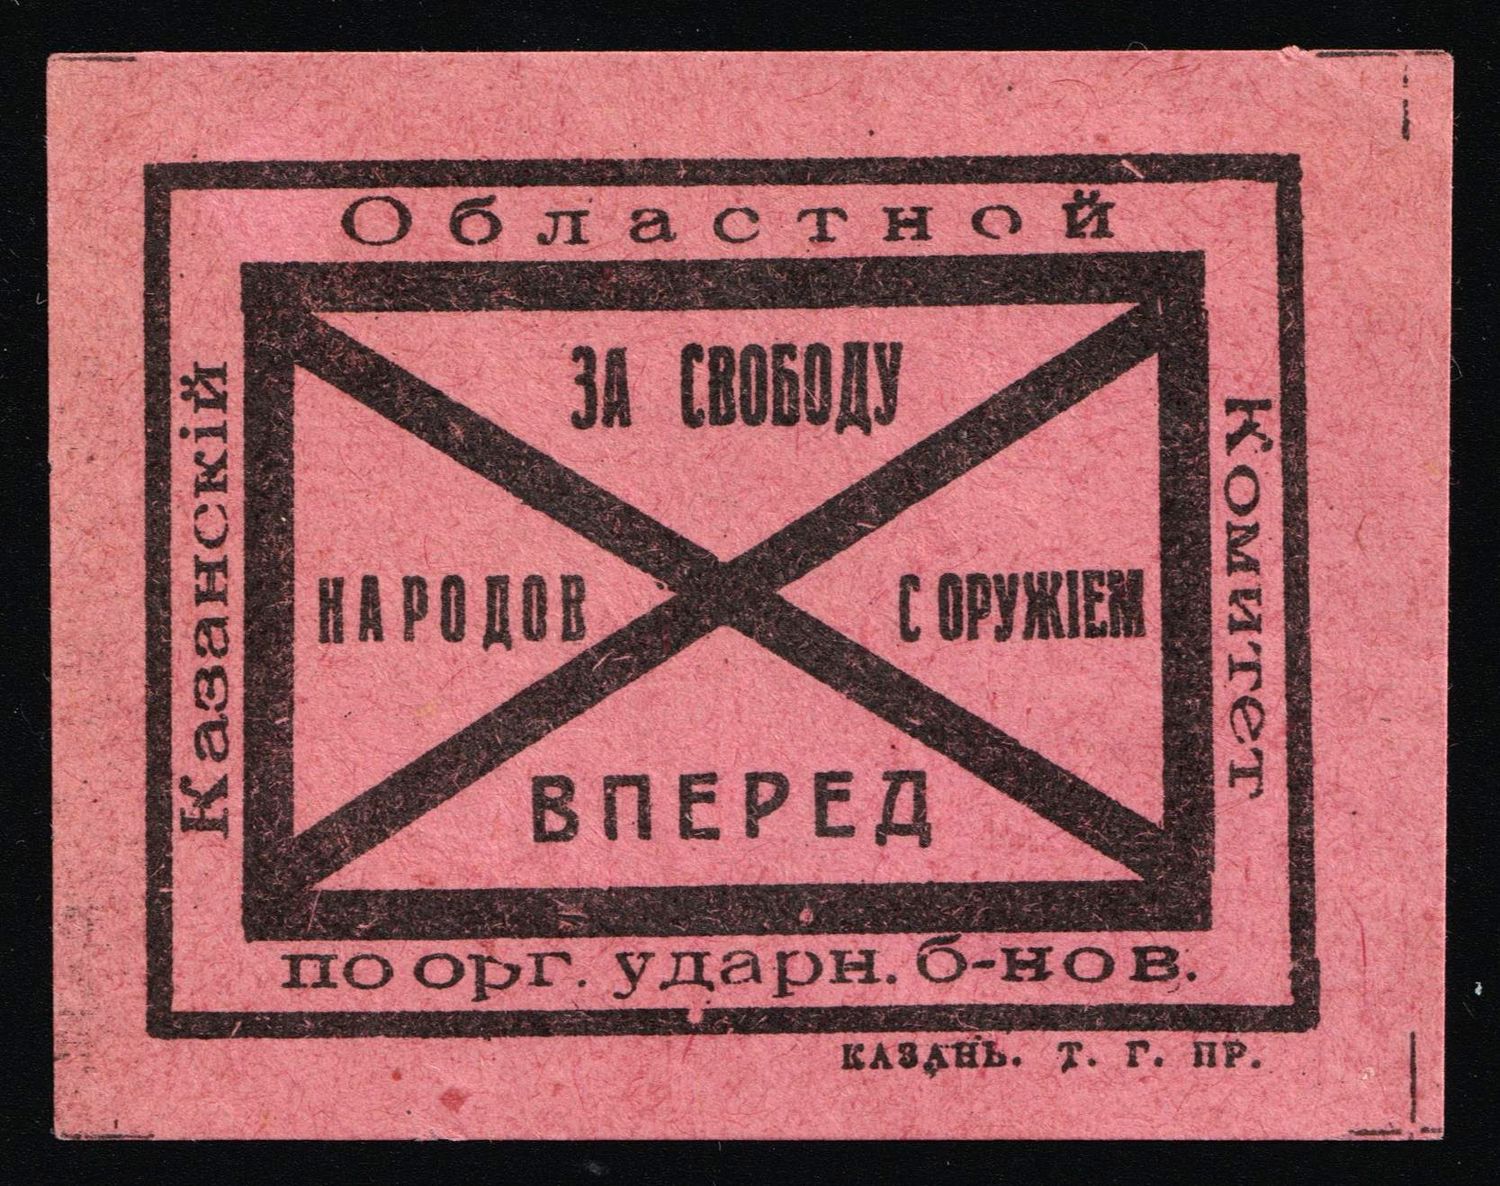 Казанскій
Областной
Комитет
по орг. ударн. б-нов.
ЗА СВОБОДУ
НАРОДОВ
С ОРУЖІЕМ
ВПЕРЕД
КАЗАНЬ. Т. Г. ПР.